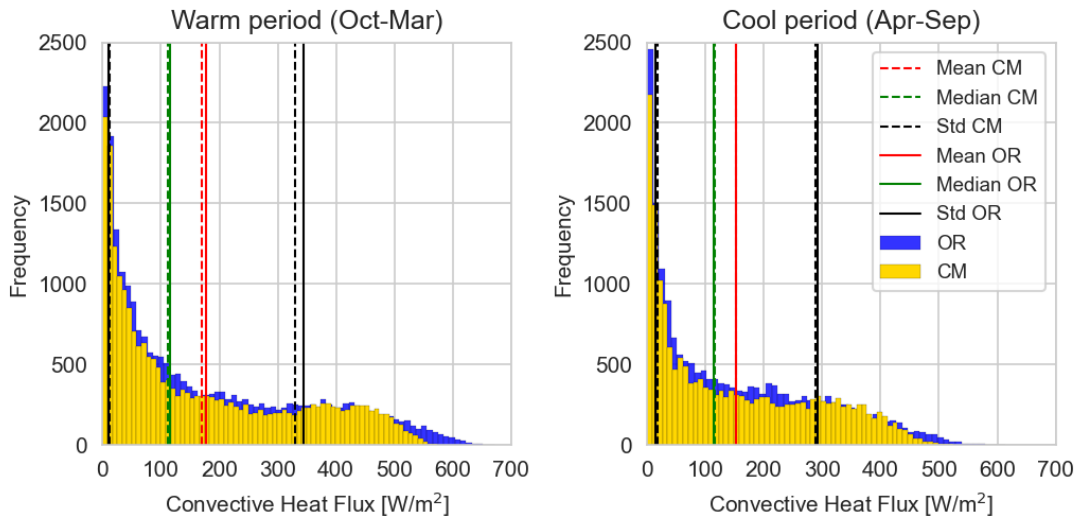 Warm period (Oct-Mar)
2500
2000
1500
1000
500
0
Frequency
0 100 200 300 400 500 600 700
Convective Heat Flux [W/m²]
Cool period (Apr-Sep)
2500
2000
1500
1000
500
0
Frequency
0 100 200 300 400 500 600 700
Convective Heat Flux [W/m²]
Mean CM
Median CM
Std CM
Mean OR
Median OR
Std OR
OR
CM